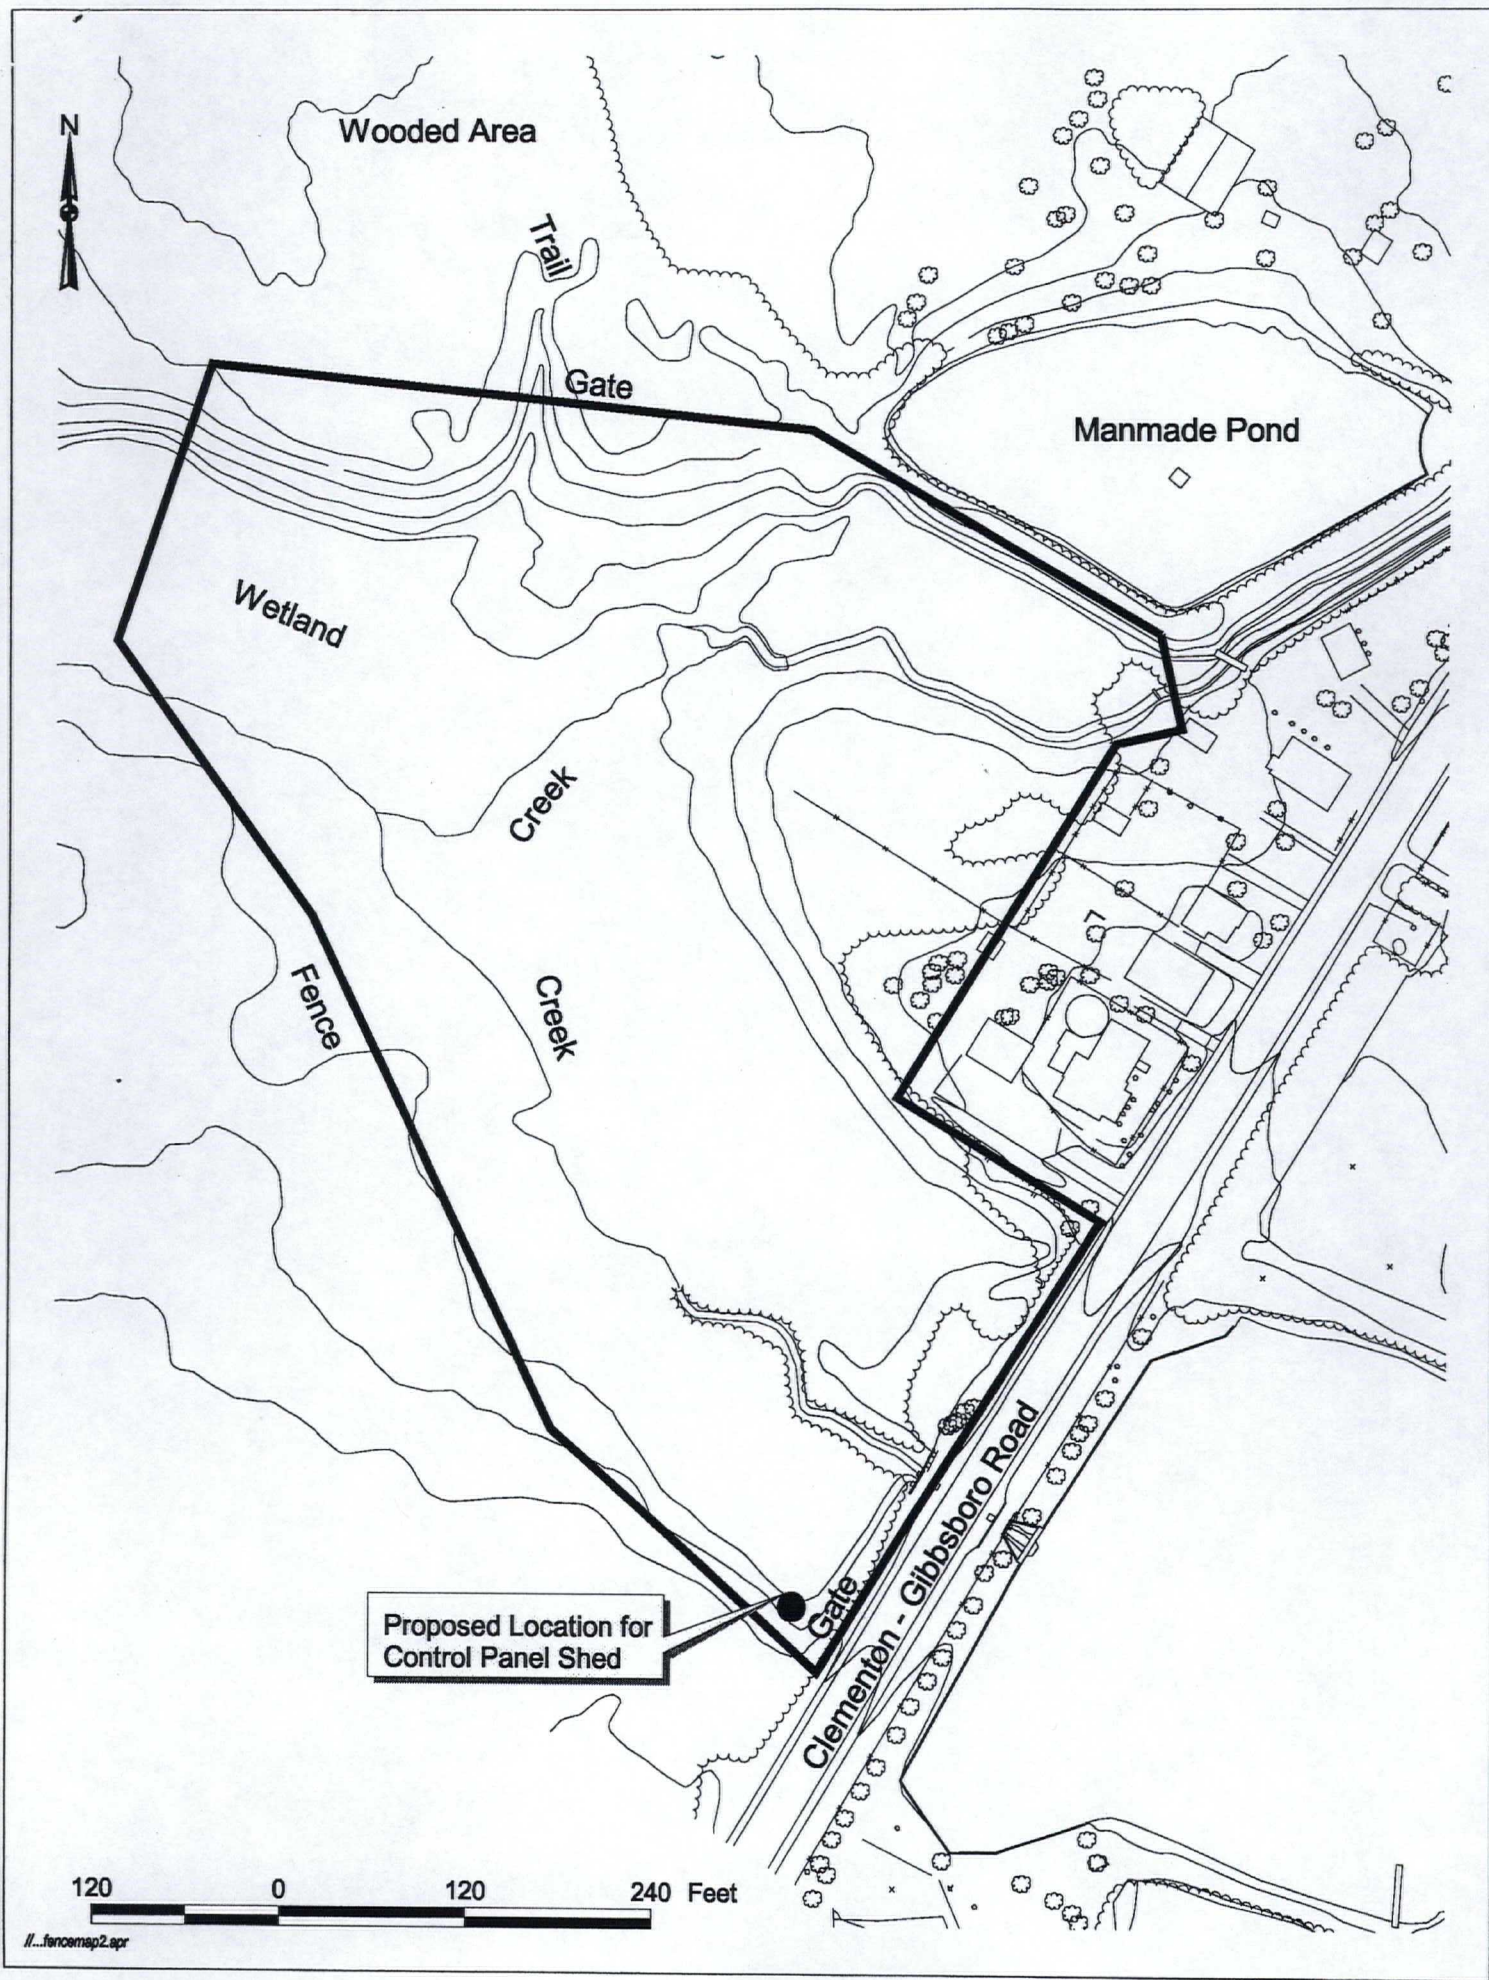 N
Wooded Area
Trail
Gate
Manmade Pond
Wetland
Creek
Creek
Fence
Gate
Clementon - Gibbsboro Road
Proposed Location for
Control Panel Shed
120 0 120 240 Feet
//...fencemap2.apr